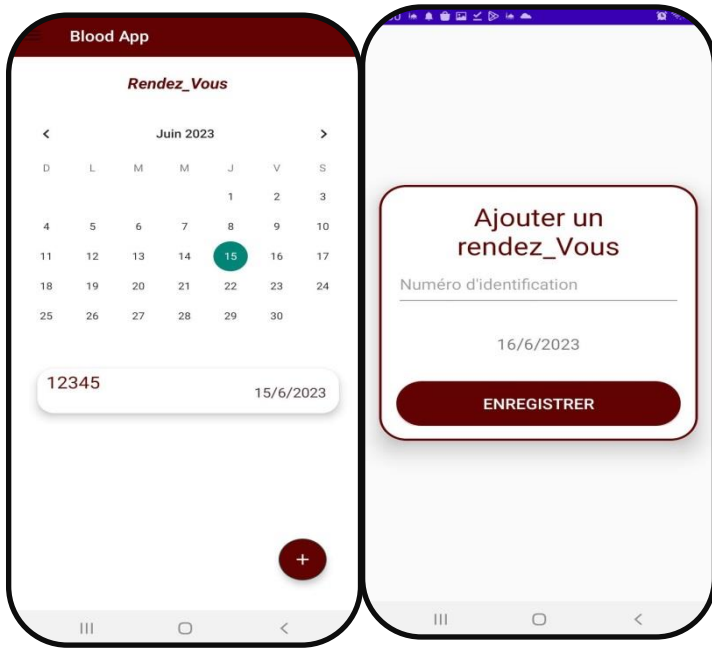 Blood App
Rendez_Vous
Juin 2023
D L M M J V S
1 2 3
4 5 6 7 8 9 10
11 12 13 14 15 16 17
18 19 20 21 22 23 24
25 26 27 28 29 30
12345
15/6/2023
+
Ajouter un
rendez_Vous
Numéro d'identification
16/6/2023
ENREGISTRER